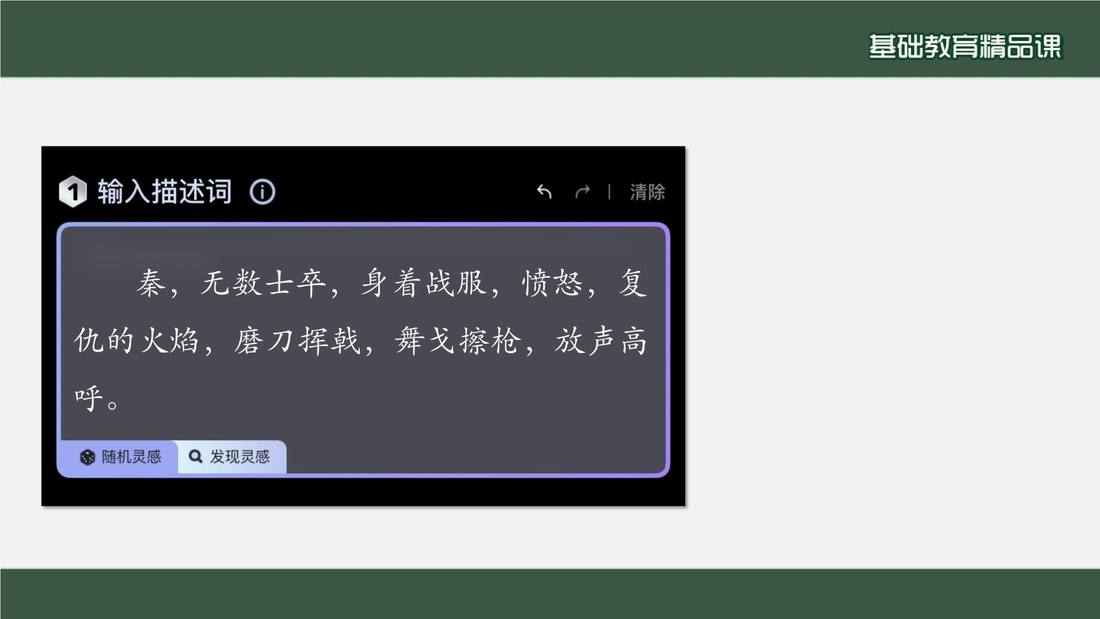 基础教育精品课
1 输入描述词 i
清除
秦，无数士卒，身着战服，愤怒，复
仇的火焰，磨刀挥戟，舞戈擦枪，放声高
呼。
随机灵感 发现灵感